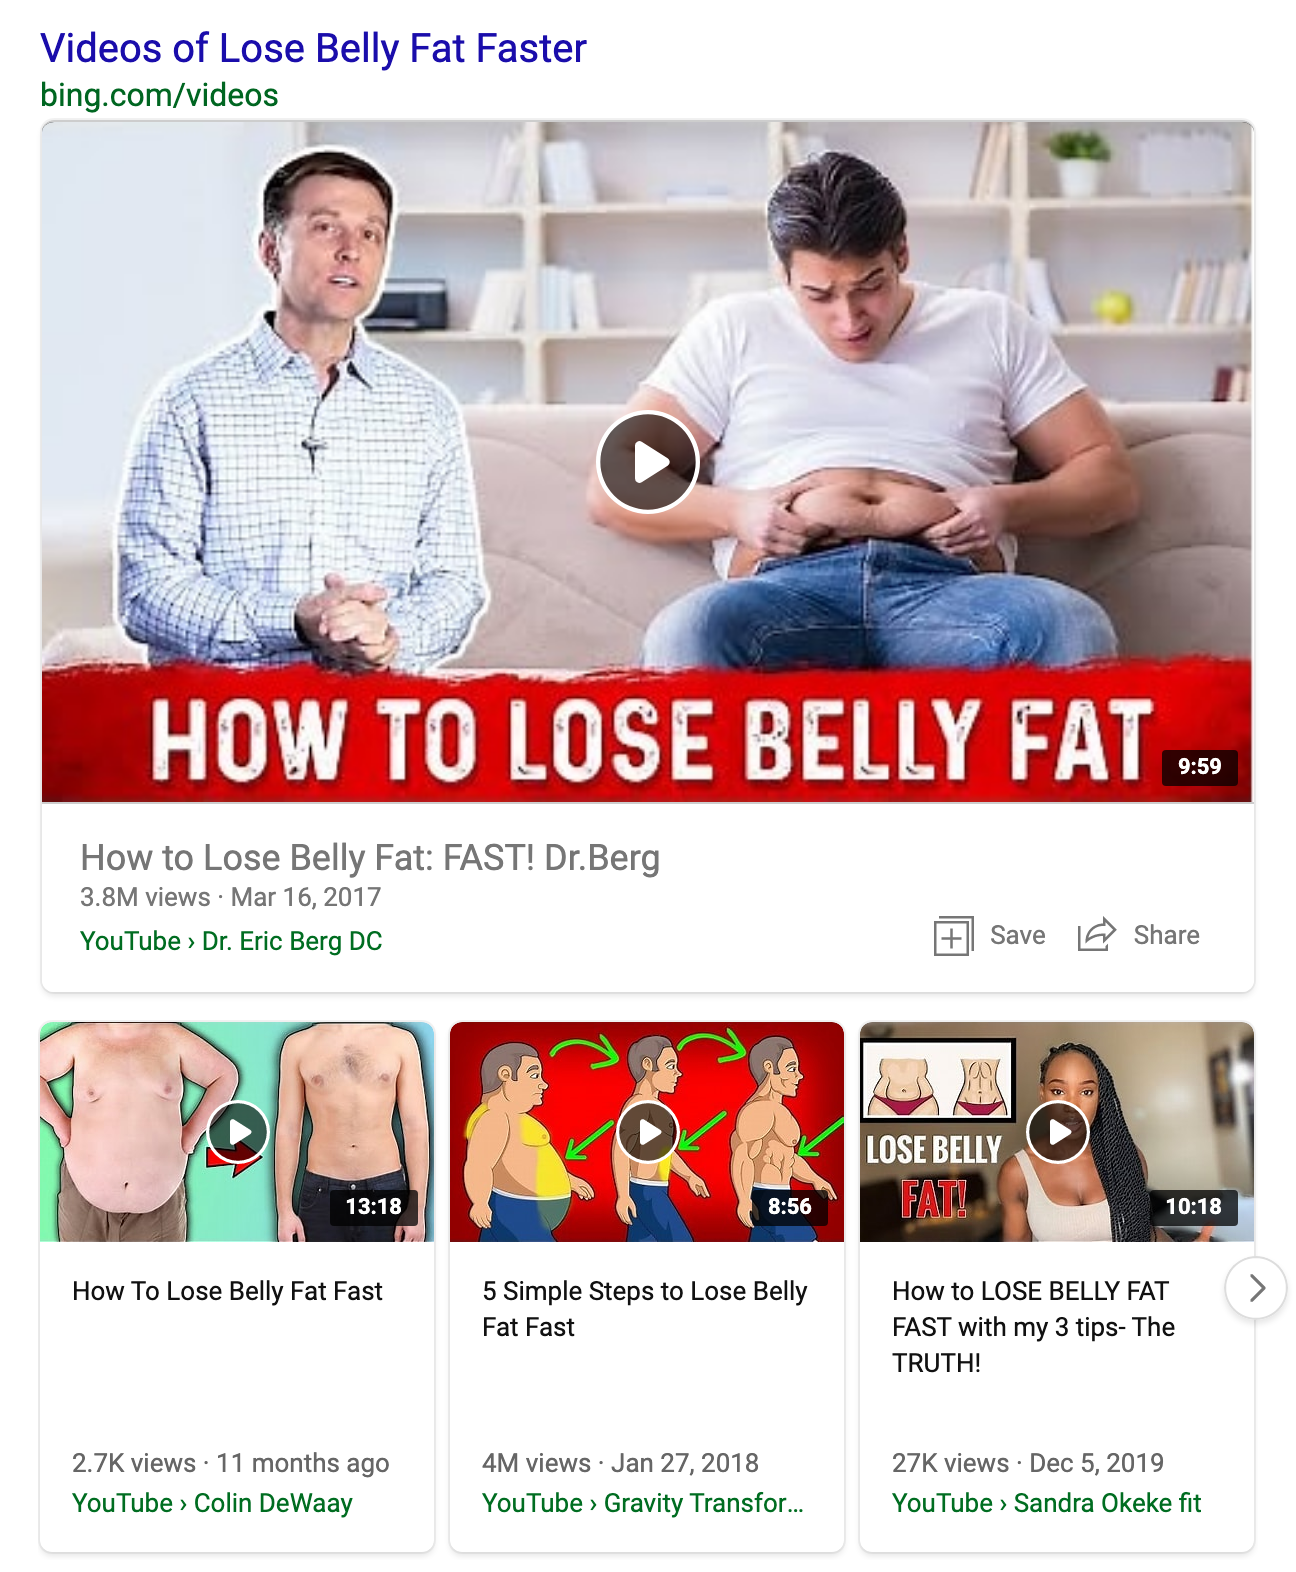 Videos of Lose Belly Fat Faster
bing.com/videos
HOW TO LOSE BELLY FAT
9:59
How to Lose Belly Fat: FAST! Dr.Berg
3.8M views · Mar 16, 2017
YouTube › Dr. Eric Berg DC
Save Share
13:18
How To Lose Belly Fat Fast
2.7K views · 11 months ago
YouTube › Colin DeWaay
8:56
5 Simple Steps to Lose Belly
Fat Fast
4M views · Jan 27, 2018
YouTube › Gravity Transfor...
LOSE BELLY
FAT!
10:18
How to LOSE BELLY FAT
FAST with my 3 tips- The
TRUTH!
27K views · Dec 5, 2019
YouTube › Sandra Okeke fit